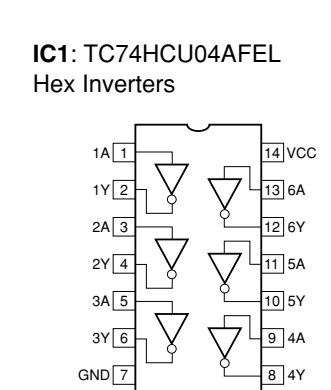 IC1: TC74HCU04AFEL
Hex Inverters
1A 1 14 VCC
1Y 2 13 6A
2A 3 12 6Y
2Y 4 11 5A
3A 5 10 5Y
3Y 6 9 4A
GND 7 8 4Y